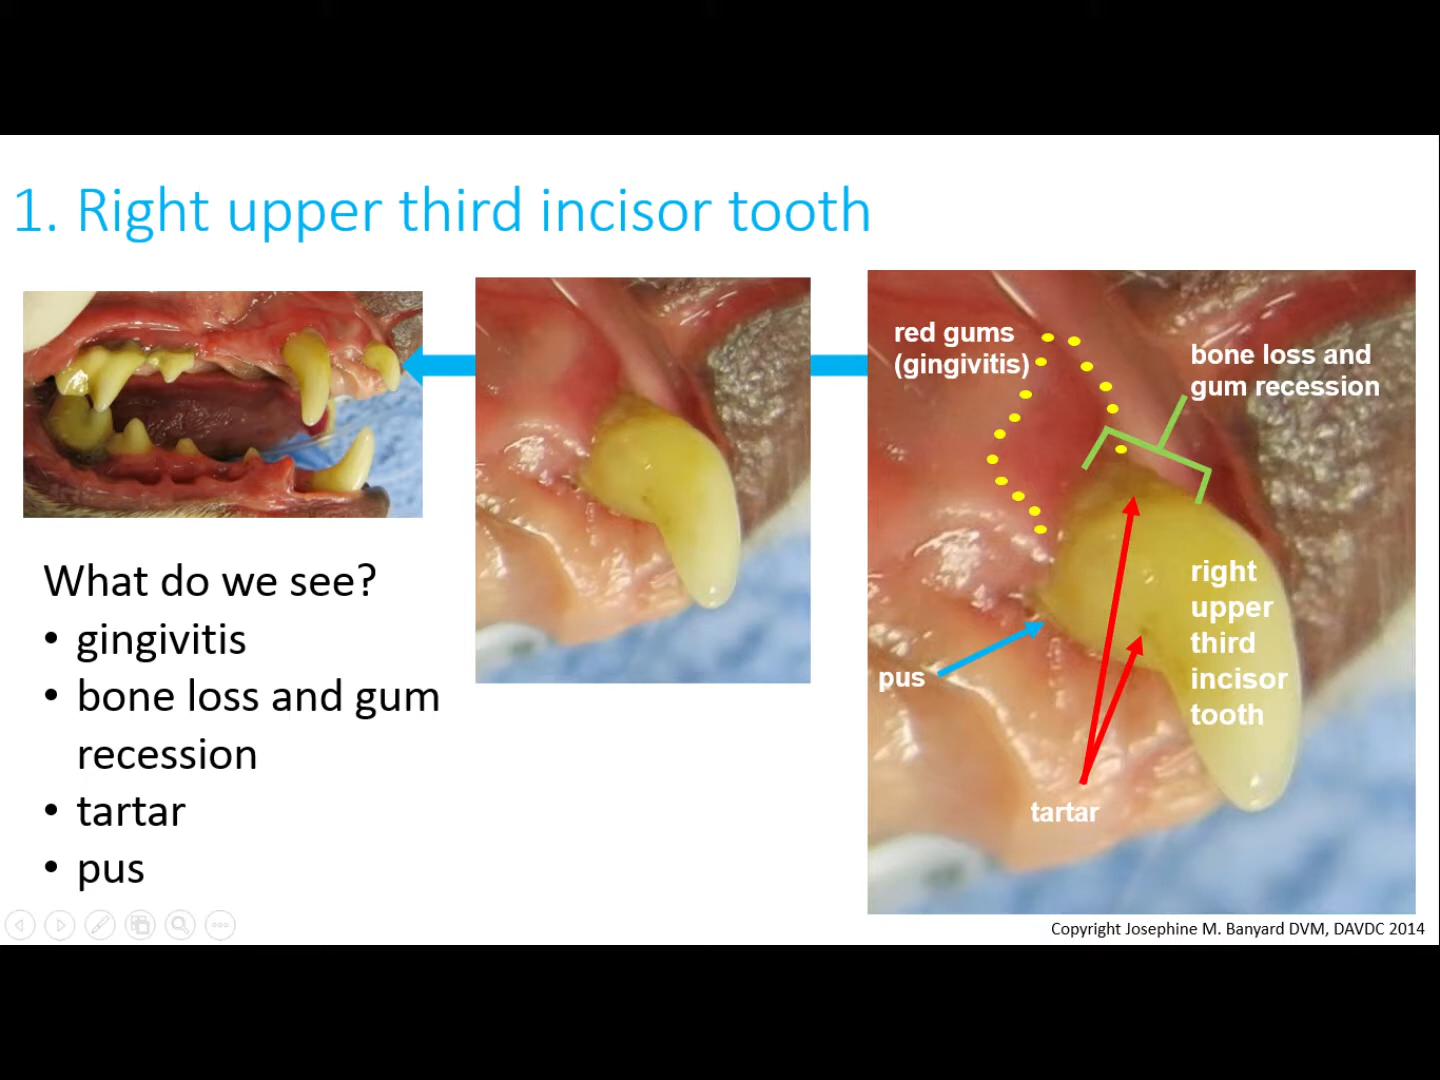 1. Right upper third incisor tooth
red gums
(gingivitis)
bone loss and
gum recession
right
upper
third
incisor
tooth
pus
tartar
What do we see?
• gingivitis
• bone loss and gum
recession
• tartar
• pus
Copyright Josephine M. Banyard DVM, DAVDC 2014